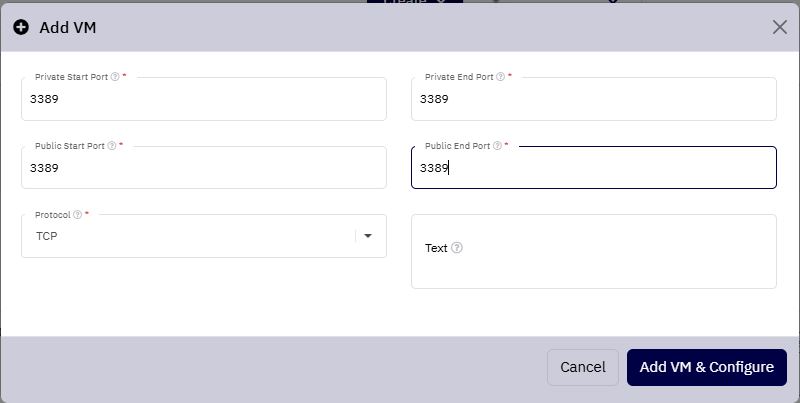 Create
Add VM
Private Start Port ? *
Private End Port ? *
3389
3389
Public Start Port ? *
Public End Port ? *
3389
3389
Protocol ? *
TCP
Text ?
Cancel
Add VM & Configure